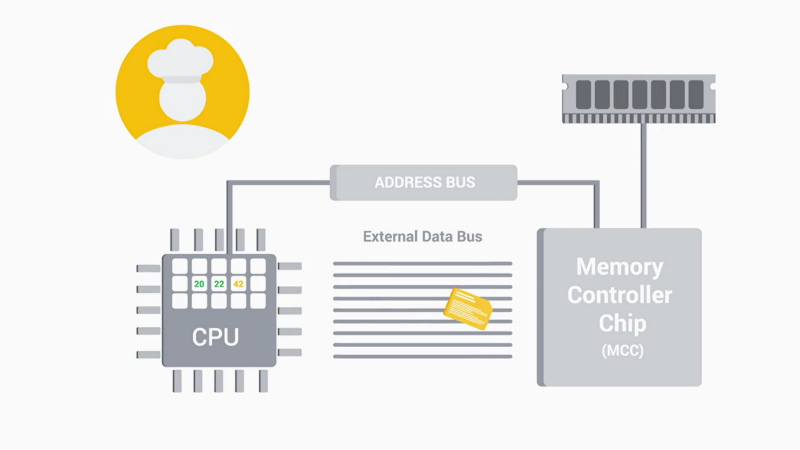 ADDRESS BUS
External Data Bus
20 22 42
CPU
Memory
Controller
Chip
(MCC)